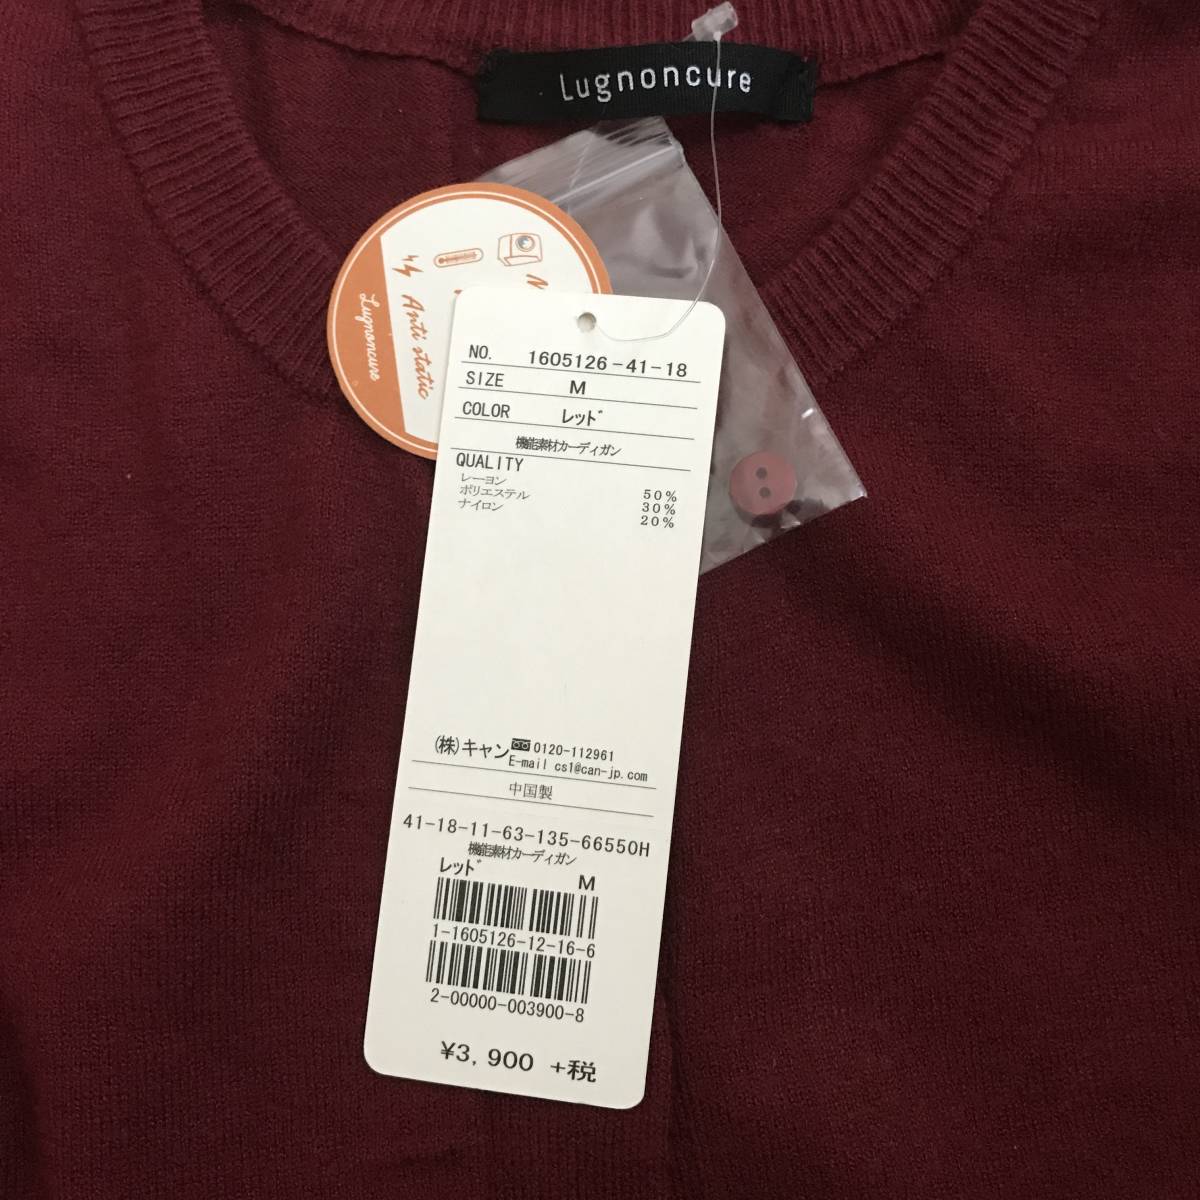 Lugnoncure
Anti static
Lugnoncure
NO. 1605126-41-18
SIZE M
COLOR レッド
機能素材カーディガン
QUALITY
レーヨン 50%
ポリエステル 30%
ナイロン 20%
(株)キャン 0120-112961
E-mail cs1@can-jp.com
中国製
41-18-11-63-135-66550H
機能素材カーディガン
レッド M
1-1605126-12-16-6
2-00000-003900-8
¥3,900 +税